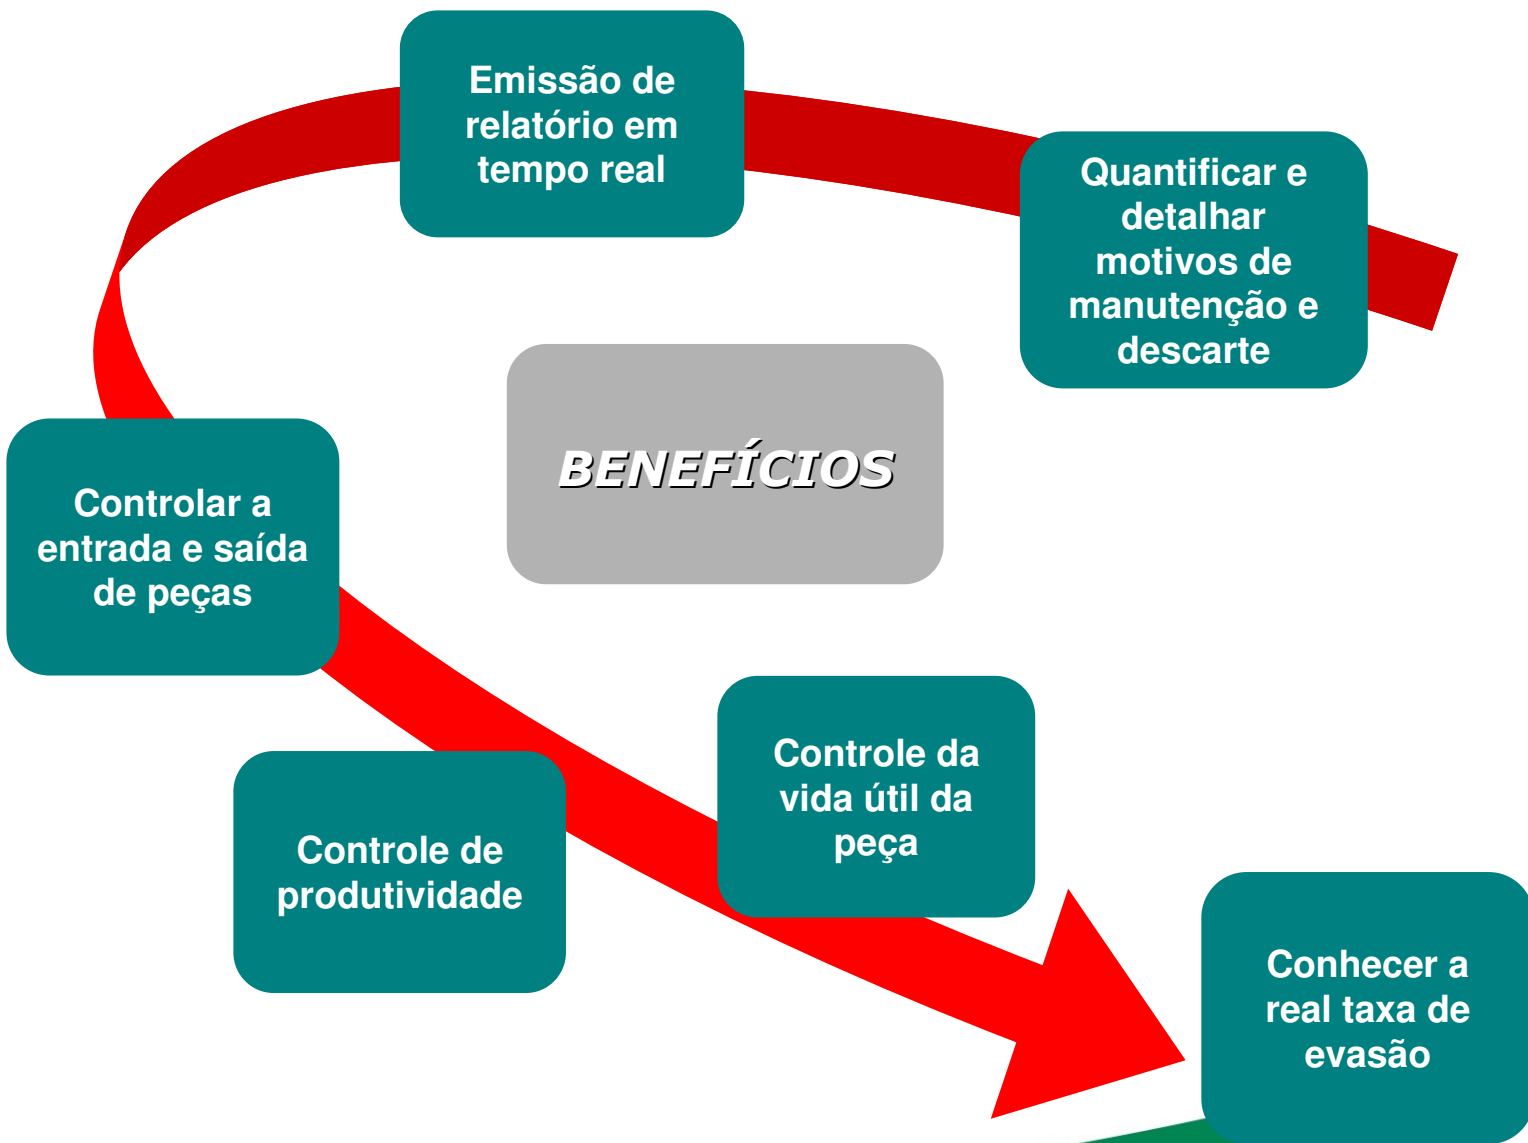 Emissão de
relatório em
tempo real
Quantificar e
detalhar
motivos de
manutenção e
descarte
BENEFÍCIOS
Controlar a
entrada e saída
de peças
Controle da
vida útil da
peça
Controle de
produtividade
Conhecer a
real taxa de
evasão